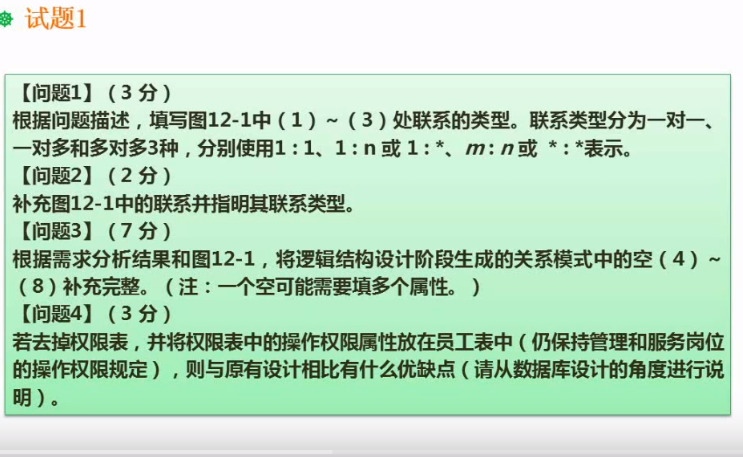 试题1
【问题1】(3 分)
根据问题描述，填写图12-1中(1)～(3)处联系的类型。联系类型分为一对一、
一对多和多对多3种，分别使用1:1、1:n 或 1:*、m:n 或 *:*表示。
【问题2】(2 分)
补充图12-1中的联系并指明其联系类型。
【问题3】(7 分)
根据需求分析结果和图12-1，将逻辑结构设计阶段生成的关系模式中的空(4)～
(8)补充完整。(注：一个空可能需要填多个属性。)
【问题4】(3 分)
若去掉权限表，并将权限表中的操作权限属性放在员工表中(仍保持管理和服务岗位
的操作权限规定)，则与原有设计相比有什么优缺点(请从数据库设计的角度进行说
明)。